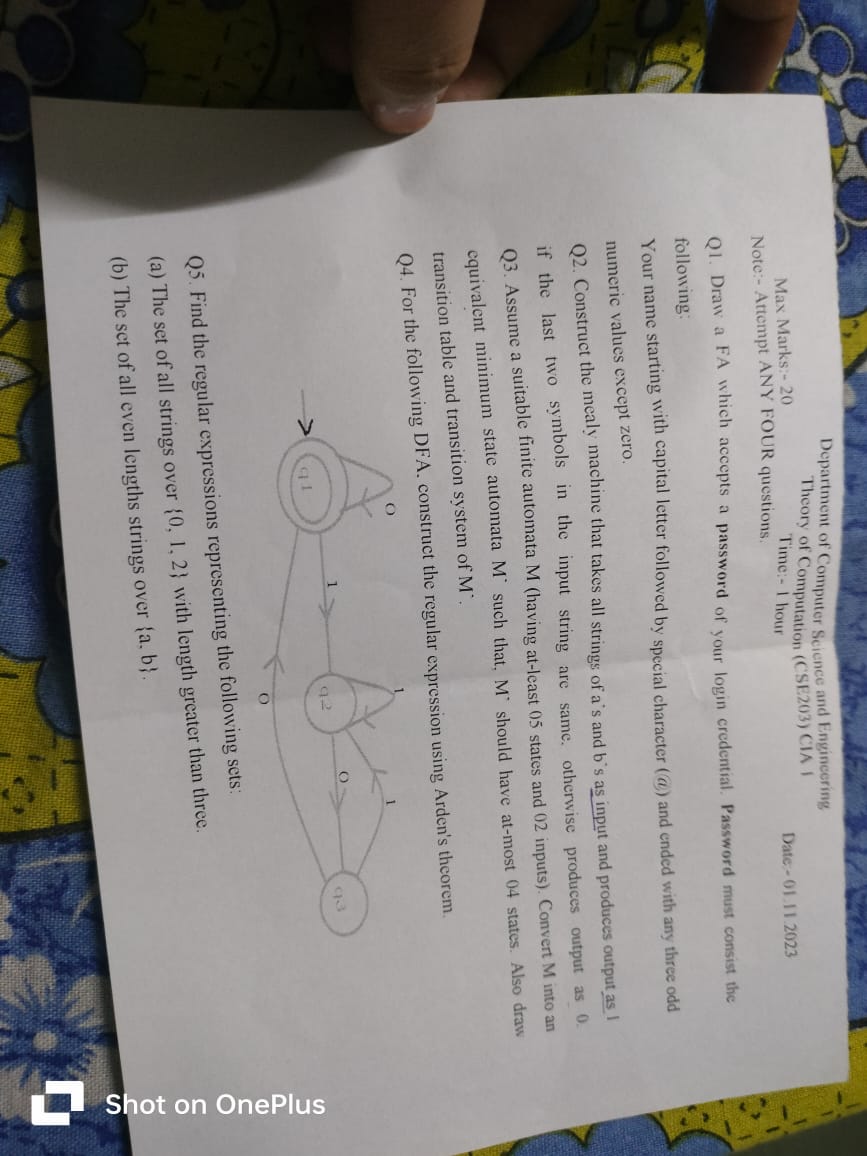 Department of Computer Science and Engineering
Theory of Computation (CSE203) CIA I
Max Marks:- 20 Time:- 1 hour Date:- 01.11.2023
Note:- Attempt ANY FOUR questions.
Q1. Draw a FA which accepts a password of your login credential. Password must consist the
following:
Your name starting with capital letter followed by special character (@) and ended with any three odd
numeric values except zero.
Q2. Construct the mealy machine that takes all strings of a`s and b`s as input and produces output as 1
if the last two symbols in the input string are same. otherwise produces output as 0.
Q3. Assume a suitable finite automata M (having at-least 05 states and 02 inputs). Convert M into an
equivalent minimum state automata M` such that, M` should have at-most 04 states. Also draw
transition table and transition system of M`.
Q4. For the following DFA, construct the regular expression using Arden's theorem.
0
1
1
q1
1
q2
0
q3
0
Q5. Find the regular expressions representing the following sets:
(a) The set of all strings over {0, 1, 2} with length greater than three.
(b) The set of all even lengths strings over {a, b}.
Shot on OnePlus